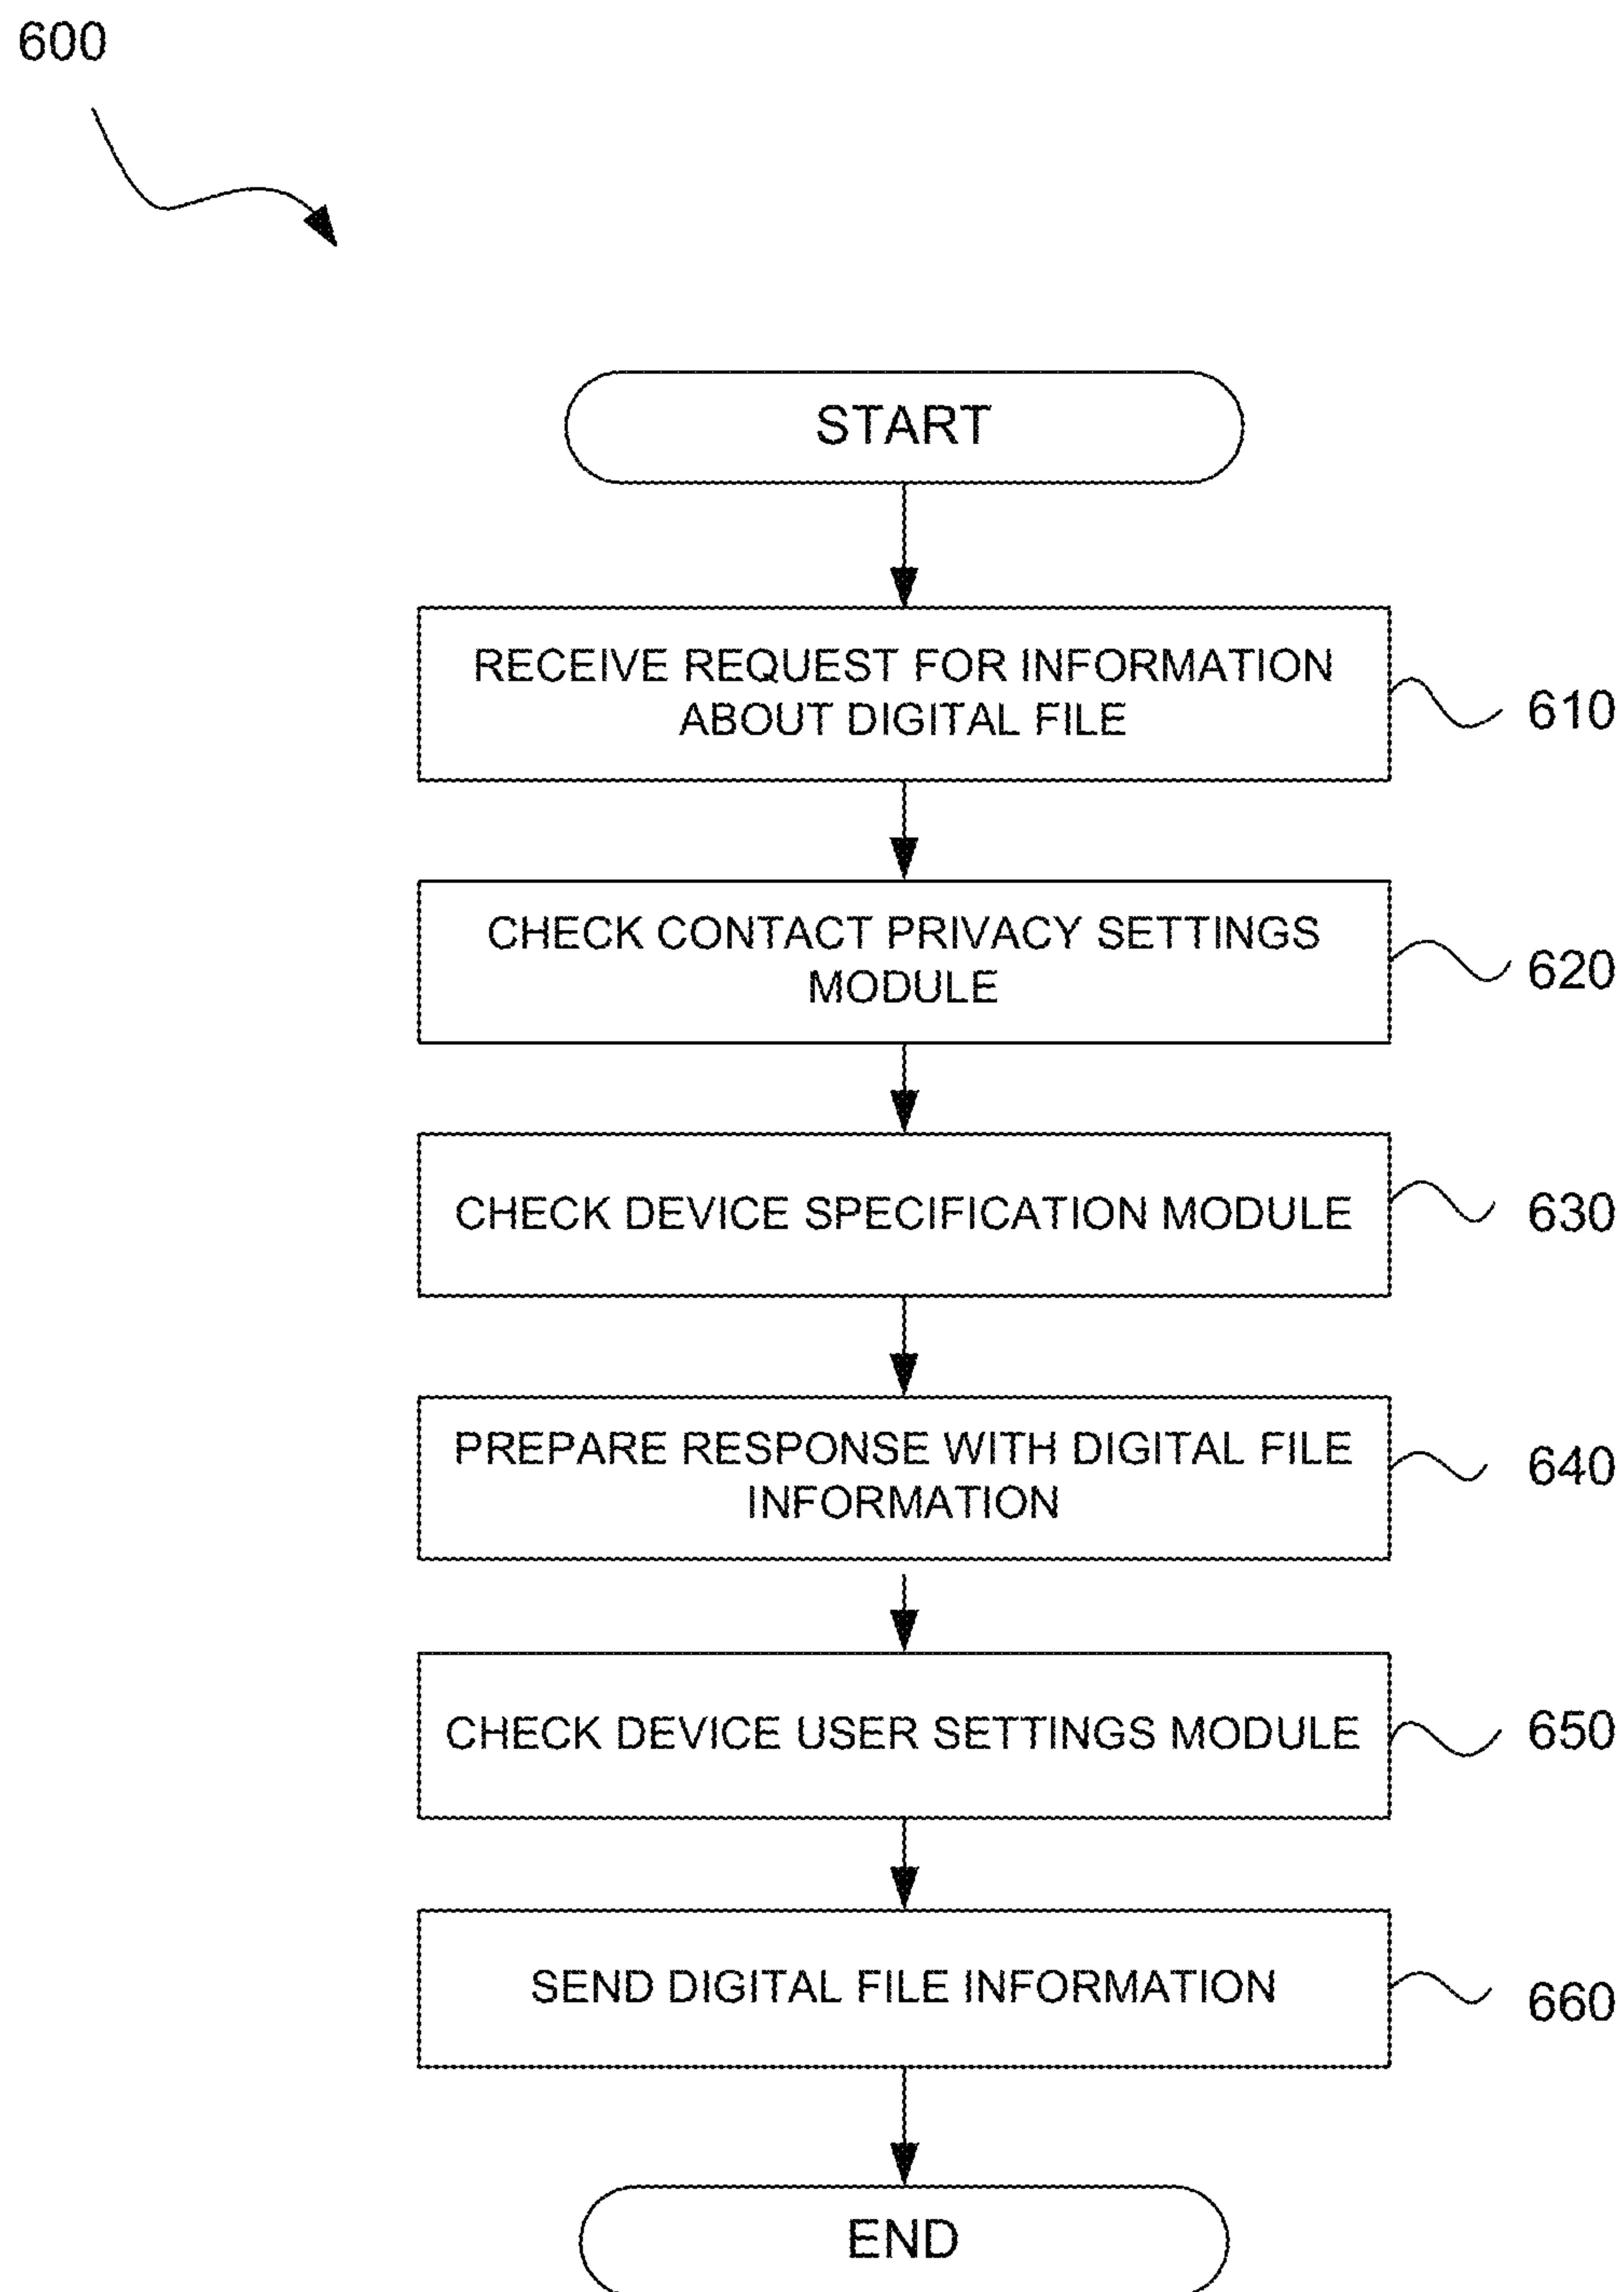 600
START
RECEIVE REQUEST FOR INFORMATION
ABOUT DIGITAL FILE
610
CHECK CONTACT PRIVACY SETTINGS
MODULE
620
CHECK DEVICE SPECIFICATION MODULE
630
PREPARE RESPONSE WITH DIGITAL FILE
INFORMATION
640
CHECK DEVICE USER SETTINGS MODULE
650
SEND DIGITAL FILE INFORMATION
660
END